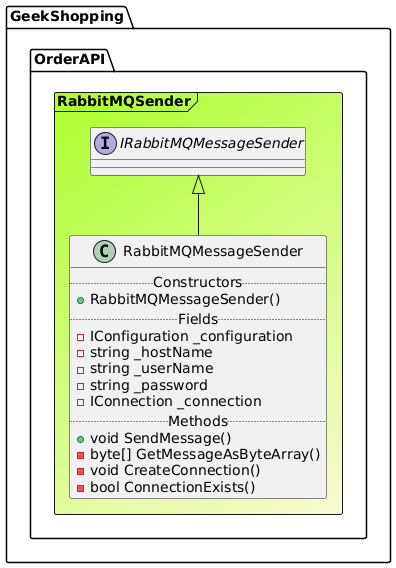 GeekShopping
OrderAPI
RabbitMQSender
I IRabbitMQMessageSender
C RabbitMQMessageSender
Constructors
RabbitMQMessageSender()
Fields
IConfiguration _configuration
string _hostName
string _userName
string _password
IConnection _connection
Methods
void SendMessage()
byte[] GetMessageAsByteArray()
void CreateConnection()
bool ConnectionExists()